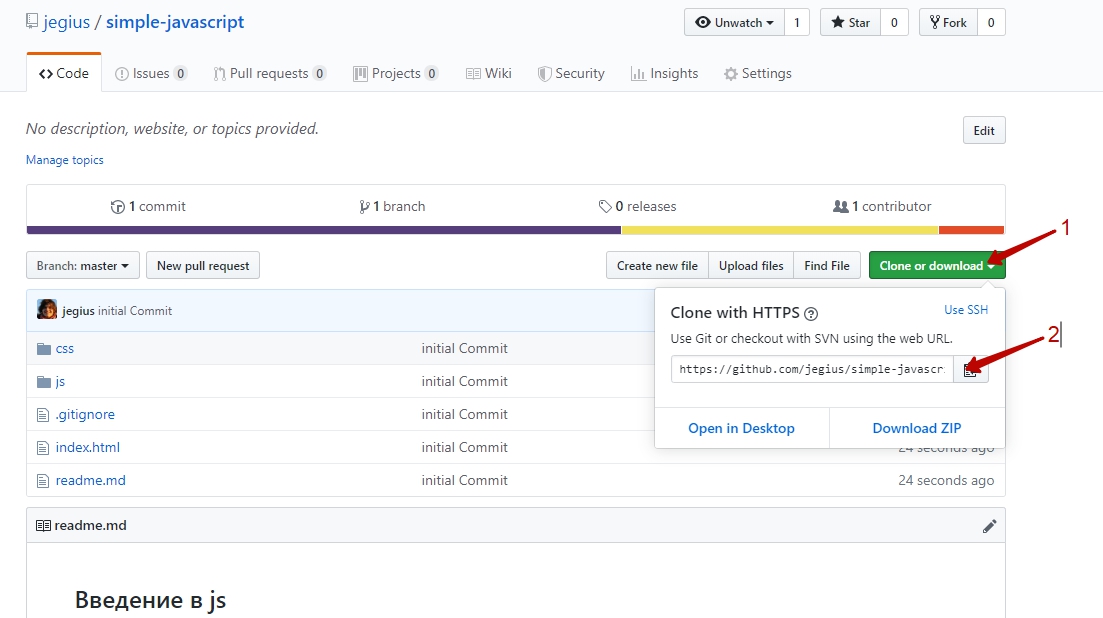 jegius / simple-javascript
Unwatch 1 Star 0 Fork 0
Code Issues 0 Pull requests 0 Projects 0 Wiki Security Insights Settings
No description, website, or topics provided.
Edit
Manage topics
1 commit 1 branch 0 releases 1 contributor
1
Branch: master New pull request Create new file Upload files Find File Clone or download
jegius initial Commit
Clone with HTTPS Use SSH
Use Git or checkout with SVN using the web URL.
2
https://github.com/jegius/simple-javascr
Open in Desktop Download ZIP
css initial Commit
js initial Commit
.gitignore initial Commit
index.html initial Commit 24 seconds ago
readme.md initial Commit 24 seconds ago
readme.md
Введение в js